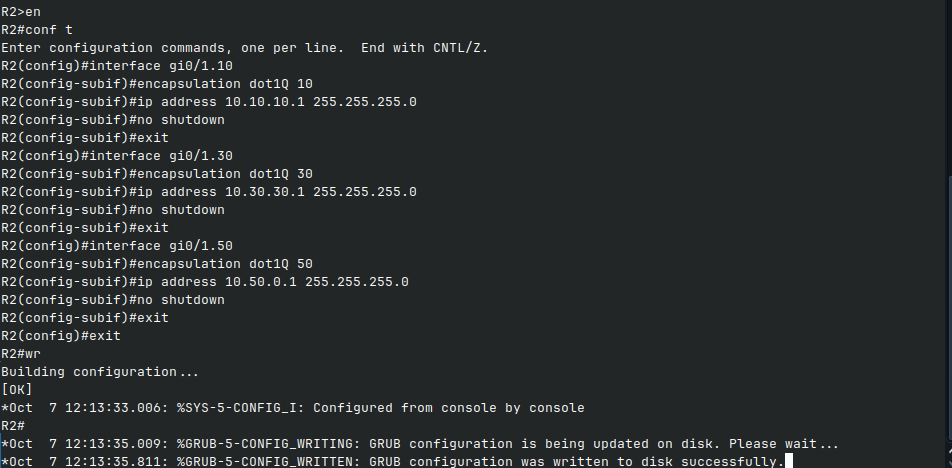 R2>en
R2#conf t
Enter configuration commands, one per line.  End with CNTL/Z.
R2(config)#interface gi0/1.10
R2(config-subif)#encapsulation dot1Q 10
R2(config-subif)#ip address 10.10.10.1 255.255.255.0
R2(config-subif)#no shutdown
R2(config-subif)#exit
R2(config)#interface gi0/1.30
R2(config-subif)#encapsulation dot1Q 30
R2(config-subif)#ip address 10.30.30.1 255.255.255.0
R2(config-subif)#no shutdown
R2(config-subif)#exit
R2(config)#interface gi0/1.50
R2(config-subif)#encapsulation dot1Q 50
R2(config-subif)#ip address 10.50.0.1 255.255.255.0
R2(config-subif)#no shutdown
R2(config-subif)#exit
R2(config)#exit
R2#wr
Building configuration...
[OK]
*Oct  7 12:13:33.006: %SYS-5-CONFIG_I: Configured from console by console
R2#
*Oct  7 12:13:35.009: %GRUB-5-CONFIG_WRITING: GRUB configuration is being updated on disk. Please wait...
*Oct  7 12:13:35.811: %GRUB-5-CONFIG_WRITTEN: GRUB configuration was written to disk successfully.